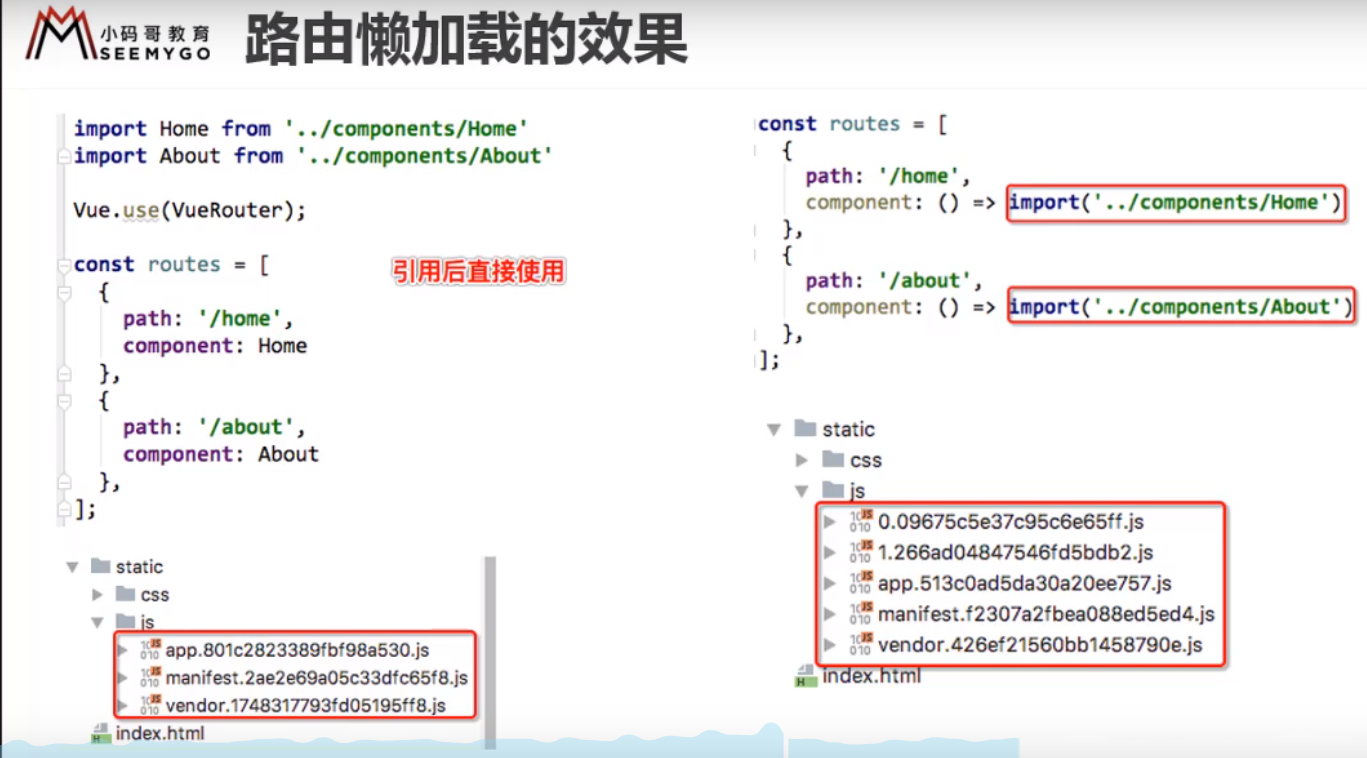 小码哥教育
SEEMYGO
路由懒加载的效果
import Home from '../components/Home'
import About from '../components/About'
Vue.use(VueRouter);
const routes = [
{
path: '/home',
component: Home
},
{
path: '/about',
component: About
},
];
引用后直接使用
static
css
js
app.801c2823389fbf98a530.js
manifest.2ae2e69a05c33dfc65f8.js
vendor.1748317793fd05195ff8.js
index.html
const routes = [
{
path: '/home',
component: () => import('../components/Home')
},
{
path: '/about',
component: () => import('../components/About')
},
];
static
css
js
0.09675c5e37c95c6e65ff.js
1.266ad04847546fd5bdb2.js
app.513c0ad5da30a20ee757.js
manifest.f2307a2fbea088ed5ed4.js
vendor.426ef21560bb1458790e.js
index.html